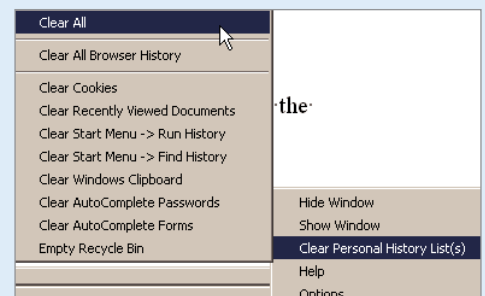 Clear All
Clear All Browser History
Clear Cookies
Clear Recently Viewed Documents
Clear Start Menu -> Run History
Clear Start Menu -> Find History
Clear Windows Clipboard
Clear AutoComplete Passwords
Clear AutoComplete Forms
Empty Recycle Bin
the
Hide Window
Show Window
Clear Personal History List(s)
Help
Options